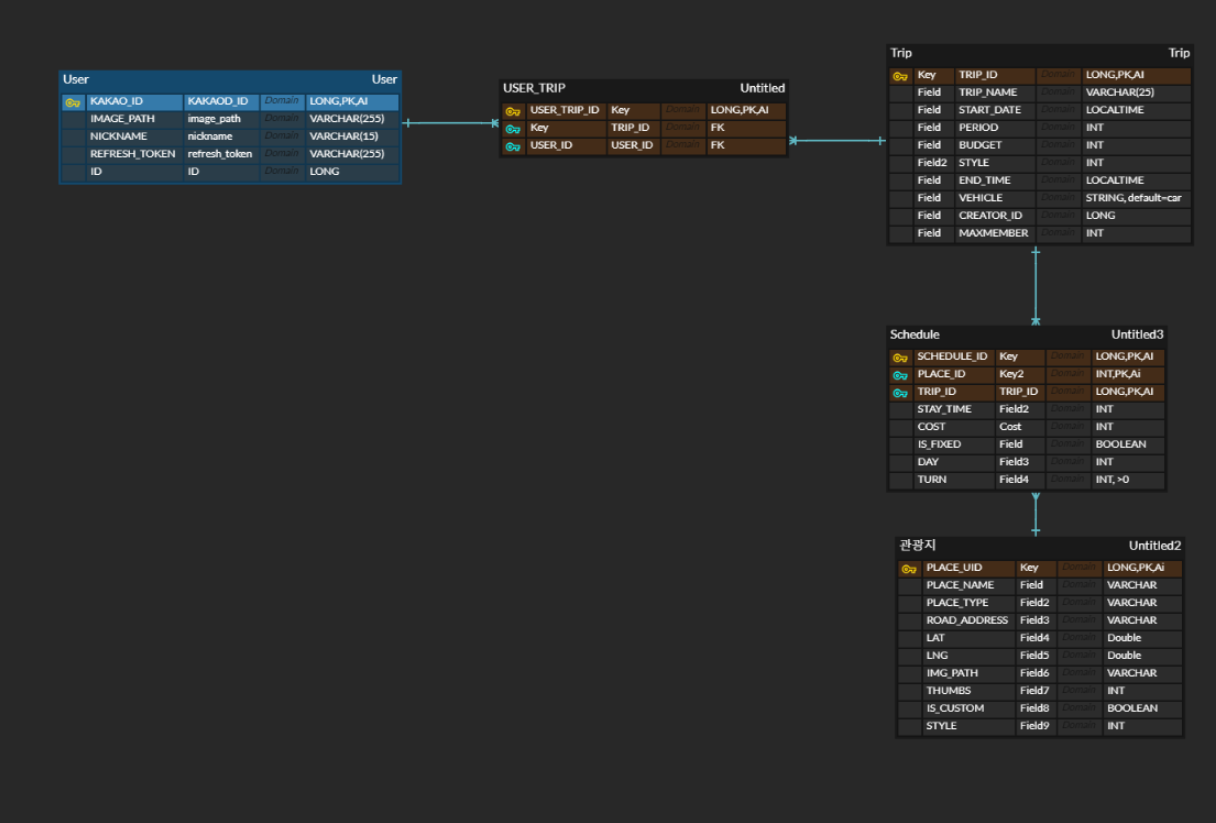 User User
KAKAO_ID KAKAOD_ID Domain LONG,PK,AI
IMAGE_PATH image_path Domain VARCHAR(255)
NICKNAME nickname Domain VARCHAR(15)
REFRESH_TOKEN refresh_token Domain VARCHAR(255)
ID ID Domain LONG
USER_TRIP Untitled
USER_TRIP_ID Key Domain LONG,PK,AI
Key TRIP_ID Domain FK
USER_ID USER_ID Domain FK
Trip Trip
Key TRIP_ID Domain LONG,PK,AI
Field TRIP_NAME Domain VARCHAR(25)
Field START_DATE Domain LOCALTIME
Field PERIOD Domain INT
Field BUDGET Domain INT
Field2 STYLE Domain INT
Field END_TIME Domain LOCALTIME
Field VEHICLE Domain STRING, default=car
Field CREATOR_ID Domain LONG
Field MAXMEMBER Domain INT
Schedule Untitled3
SCHEDULE_ID Key Domain LONG,PK,AI
PLACE_ID Key2 Domain INT,PK,Ai
TRIP_ID TRIP_ID Domain LONG,PK,AI
STAY_TIME Field2 Domain INT
COST Cost Domain INT
IS_FIXED Field Domain BOOLEAN
DAY Field3 Domain INT
TURN Field4 Domain INT, >0
관광지 Untitled2
PLACE_UID Key Domain LONG,PK,Ai
PLACE_NAME Field Domain VARCHAR
PLACE_TYPE Field2 Domain VARCHAR
ROAD_ADDRESS Field3 Domain VARCHAR
LAT Field4 Domain Double
LNG Field5 Domain Double
IMG_PATH Field6 Domain VARCHAR
THUMBS Field7 Domain INT
IS_CUSTOM Field8 Domain BOOLEAN
STYLE Field9 Domain INT